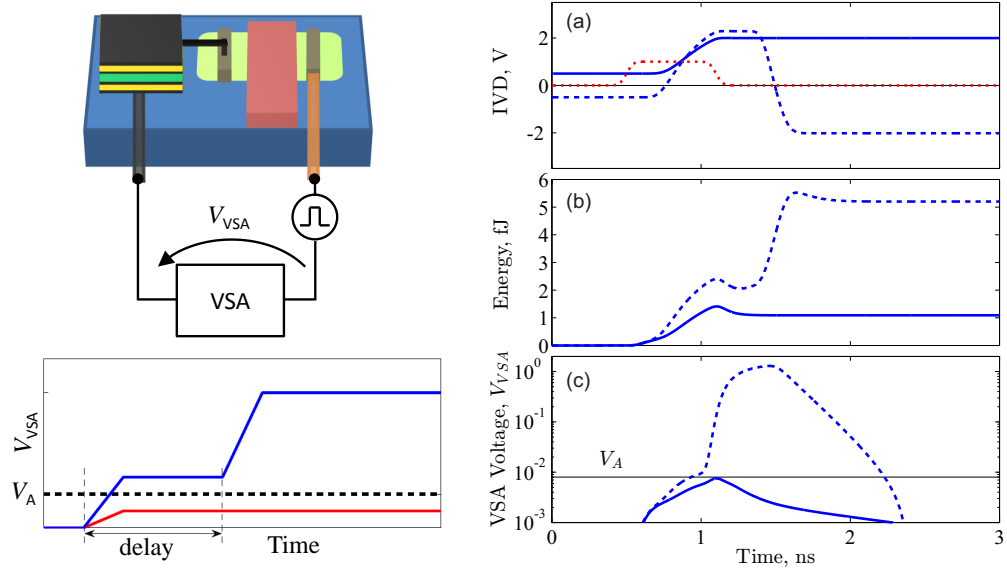 V_VSA
VSA
V_VSA
V_A
delay
Time
(a)
IVD, V
2
0
-2
(b)
Energy, fJ
6
5
4
3
2
1
0
(c)
VSA Voltage, V_VSA
10^0
10^-1
10^-2
10^-3
V_A
0
1
2
3
Time, ns